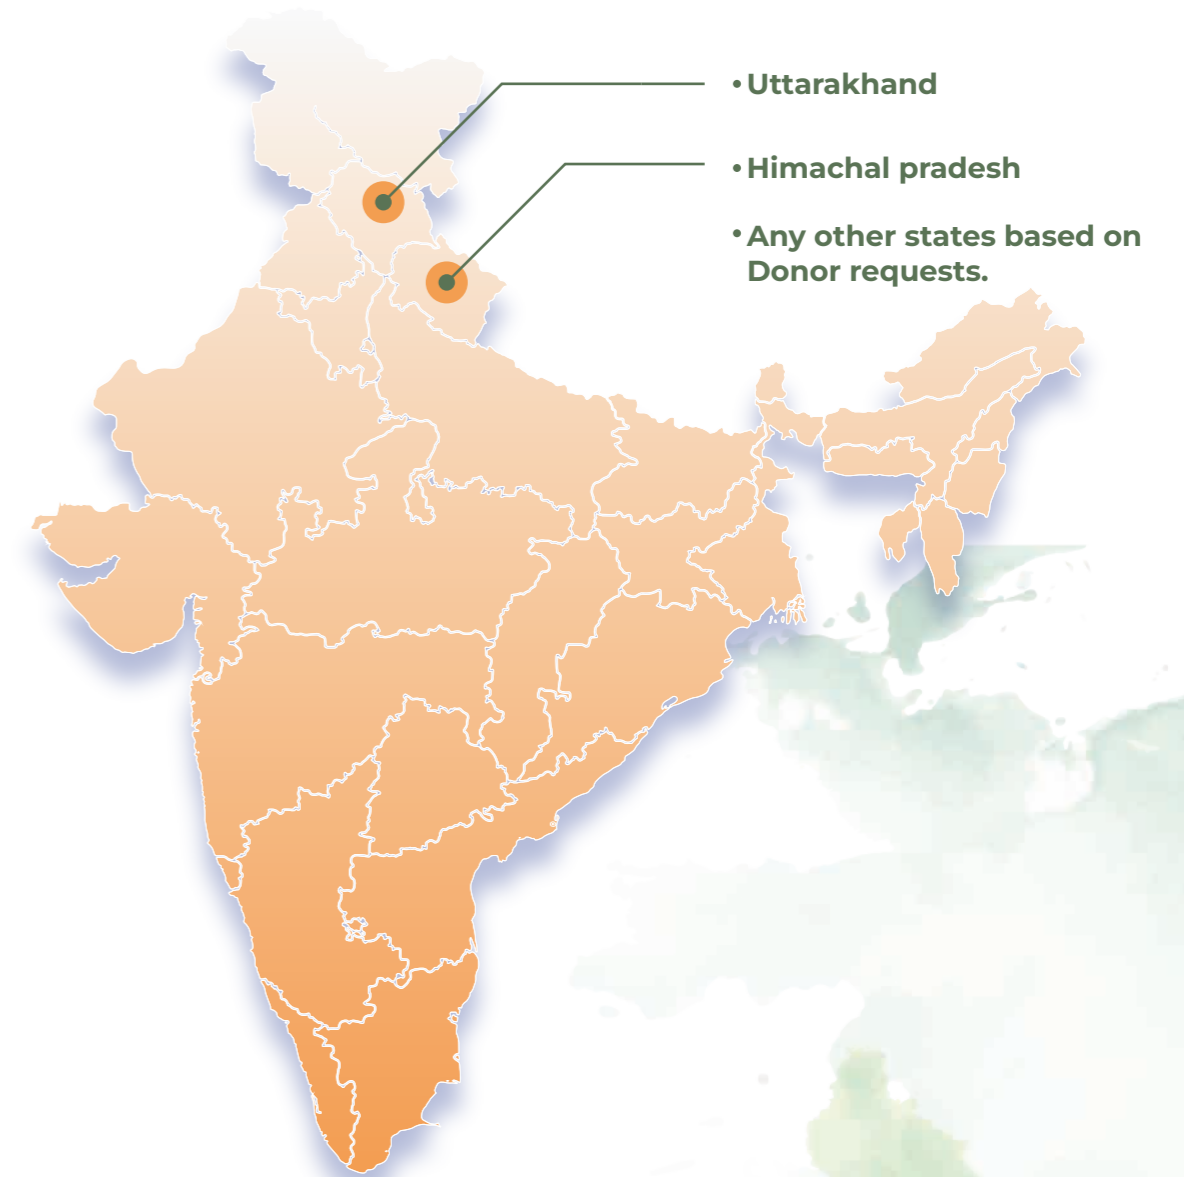 • Uttarakhand
• Himachal pradesh
• Any other states based on
Donor requests.